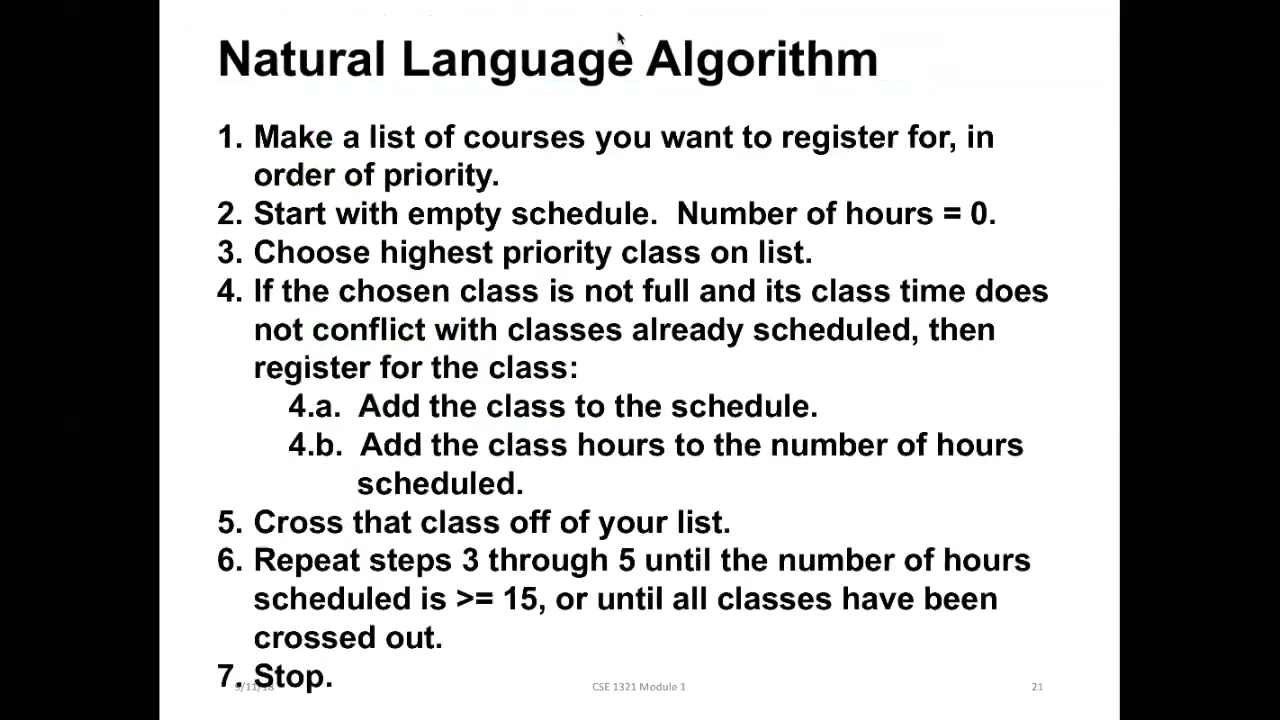 Natural Language Algorithm
1. Make a list of courses you want to register for, in
order of priority.
2. Start with empty schedule.  Number of hours = 0.
3. Choose highest priority class on list.
4. If the chosen class is not full and its class time does
not conflict with classes already scheduled, then
register for the class:
4.a.  Add the class to the schedule.
4.b.  Add the class hours to the number of hours
scheduled.
5. Cross that class off of your list.
6. Repeat steps 3 through 5 until the number of hours
scheduled is >= 15, or until all classes have been
crossed out.
7. Stop.
CSE 1321 Module 1
21